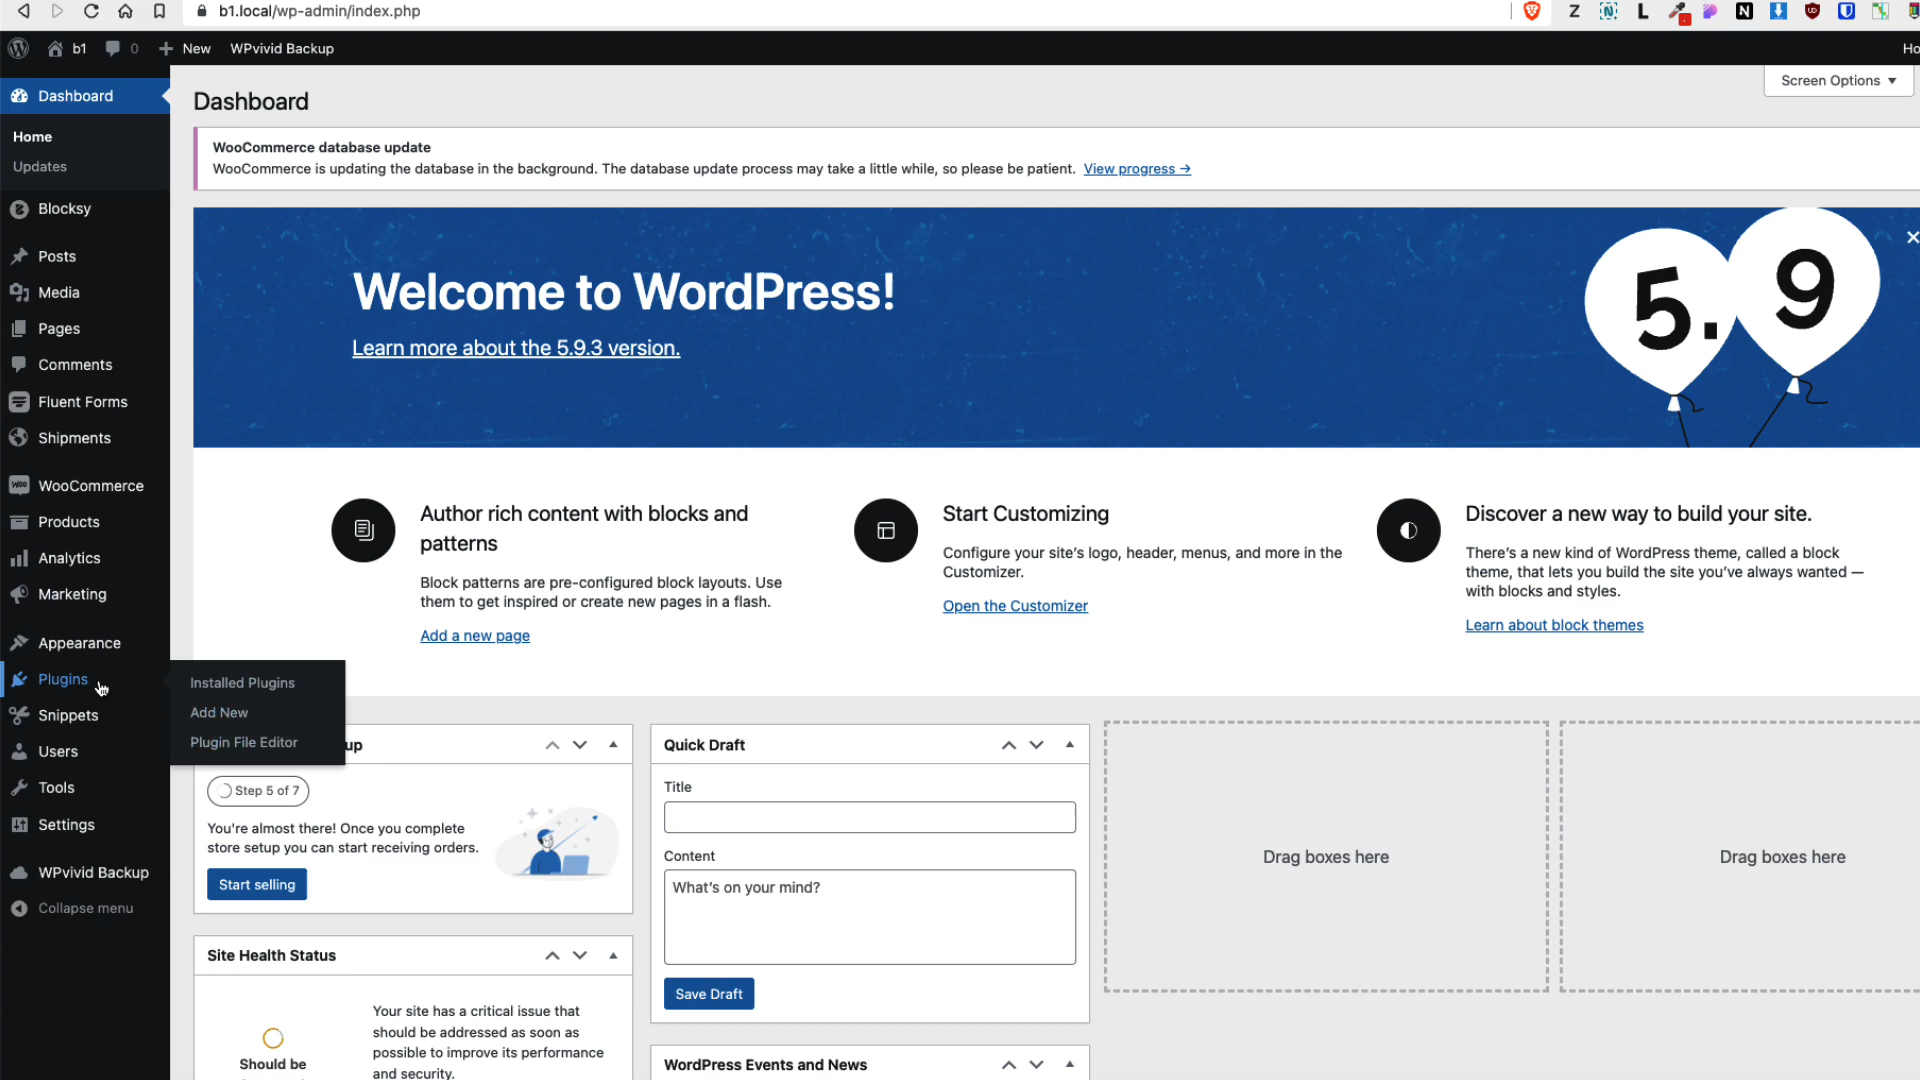 b1.local/wp-admin/index.php
b1
0
New
WPvivid Backup
Ho
Screen Options
Dashboard
Home
Updates
Blocksy
Posts
Media
Pages
Comments
Fluent Forms
Shipments
WooCommerce
Products
Analytics
Marketing
Appearance
Plugins
Snippets
Users
Tools
Settings
WPvivid Backup
Collapse menu
Installed Plugins
Add New
Plugin File Editor
Dashboard
WooCommerce database update
WooCommerce is updating the database in the background. The database update process may take a little while, so please be patient. View progress →
Welcome to WordPress!
Learn more about the 5.9.3 version.
5.9
Author rich content with blocks and
patterns
Block patterns are pre-configured block layouts. Use
them to get inspired or create new pages in a flash.
Add a new page
Start Customizing
Configure your site's logo, header, menus, and more in the
Customizer.
Open the Customizer
Discover a new way to build your site.
There's a new kind of WordPress theme, called a block
theme, that lets you build the site you've always wanted —
with blocks and styles.
Learn about block themes
up
Step 5 of 7
You're almost there! Once you complete
store setup you can start receiving orders.
Start selling
Site Health Status
Should be
Your site has a critical issue that
should be addressed as soon as
possible to improve its performance
and security.
Quick Draft
Title
Content
What's on your mind?
Save Draft
WordPress Events and News
Drag boxes here
Drag boxes here